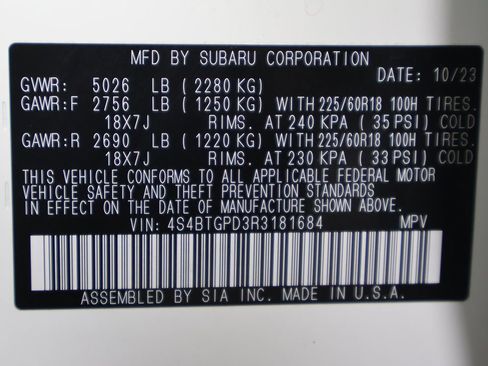 MFD BY SUBARU CORPORATION
DATE: 10/23
GVWR: 5026 LB (2280 KG)
GAWR:F 2756 LB (1250 KG) WITH 225/60R18 100H TIRES.
18X7J RIMS. AT 240 KPA (35 PSI) COLD
GAWR:R 2690 LB (1220 KG) WITH 225/60R18 100H TIRES.
18X7J RIMS. AT 230 KPA (33 PSI) COLD
THIS VEHICLE CONFORMS TO ALL APPLICABLE FEDERAL MOTOR
VEHICLE SAFETY AND THEFT PREVENTION STANDARDS
IN EFFECT ON THE DATE OF MANUFACTURE SHOWN ABOVE.
VIN: 4S4BTGPD3R3181684 MPV
ASSEMBLED BY SIA INC. MADE IN U.S.A.